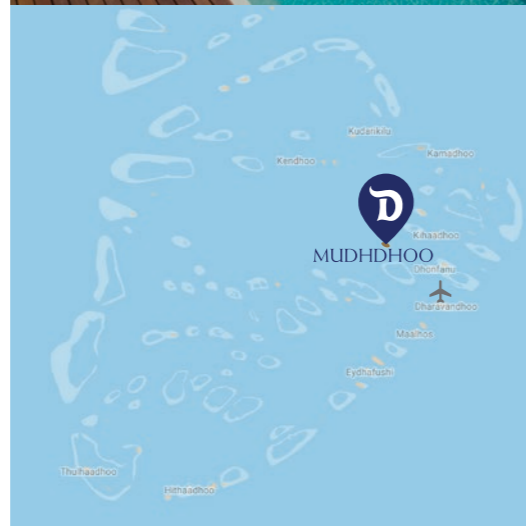 Kudarikilu
Kendhoo
Kamadhoo
D
Kihaadhoo
MUDHDHOO
Dhonfanu
Dharavandhoo
Maalhos
Eydhafushi
Thulhaadhoo
Hithaadhoo